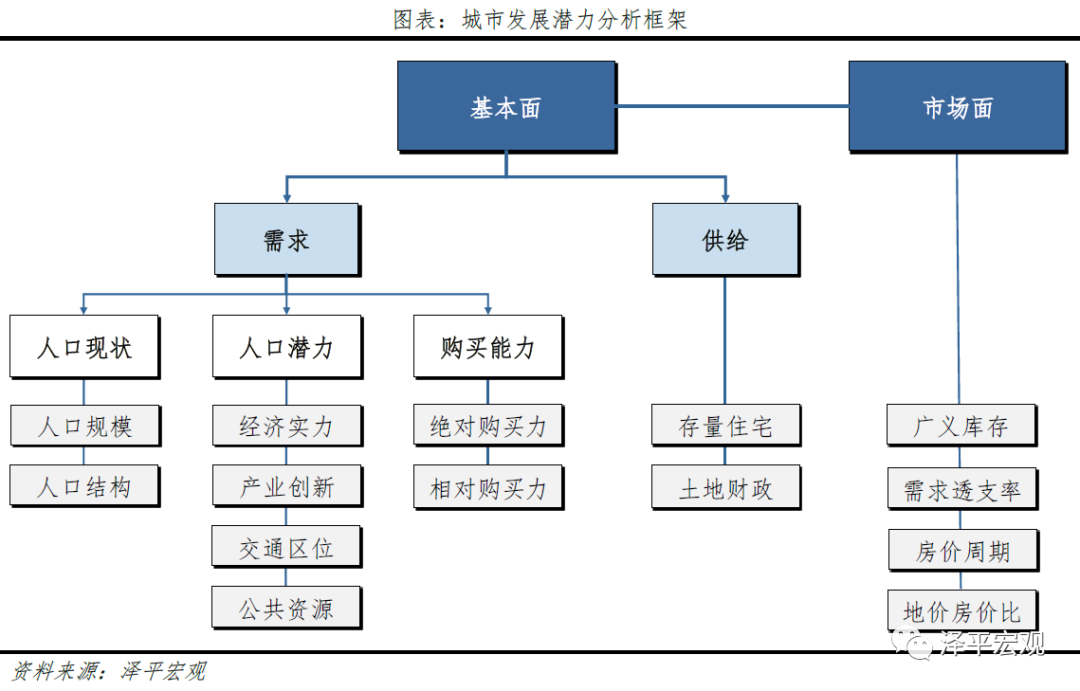 图表：城市发展潜力分析框架
基本面
市场面
需求
供给
人口现状
人口潜力
购买能力
人口规模
经济实力
绝对购买力
存量住宅
广义库存
人口结构
产业创新
相对购买力
土地财政
需求透支率
交通区位
房价周期
公共资源
地价房价比
泽平宏观
资料来源：泽平宏观